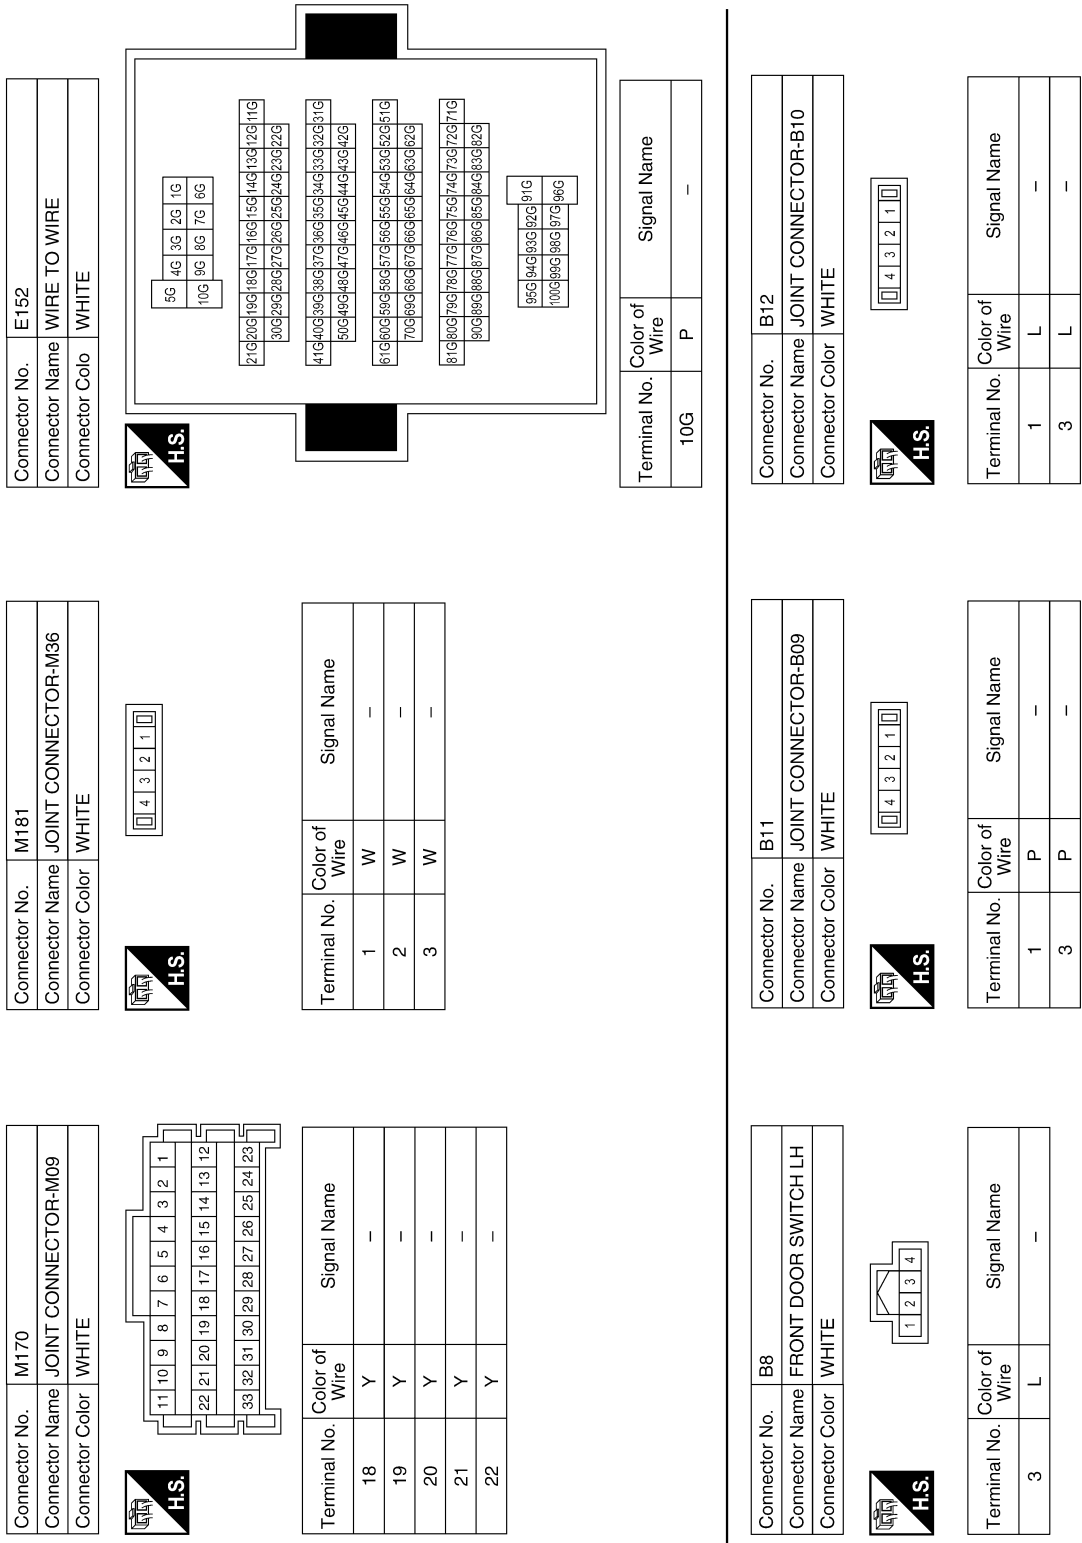 Connector No. M170
Connector Name JOINT CONNECTOR-M09
Connector Color WHITE
H.S.
11 10 9 8 7 6 5 4 3 2 1
22 21 20 19 18 17 16 15 14 13 12
33 32 31 30 29 28 27 26 25 24 23
Terminal No. Color of Wire Signal Name
18 Y –
19 Y –
20 Y –
21 Y –
22 Y –
Connector No. M181
Connector Name JOINT CONNECTOR-M36
Connector Color WHITE
H.S.
4 3 2 1
Terminal No. Color of Wire Signal Name
1 W –
2 W –
3 W –
Connector No. E152
Connector Name WIRE TO WIRE
Connector Colo WHITE
H.S.
5G 4G 3G 2G 1G
10G 9G 8G 7G 6G
21G 20G 19G 18G 17G 16G 15G 14G 13G 12G 11G
30G 29G 28G 27G 26G 25G 24G 23G 22G
41G 40G 39G 38G 37G 36G 35G 34G 33G 32G 31G
50G 49G 48G 47G 46G 45G 44G 43G 42G
61G 60G 59G 58G 57G 56G 55G 54G 53G 52G 51G
70G 69G 68G 67G 66G 65G 64G 63G 62G
81G 80G 79G 78G 77G 76G 75G 74G 73G 72G 71G
90G 89G 88G 87G 86G 85G 84G 83G 82G
95G 94G 93G 92G 91G
100G 99G 98G 97G 96G
Terminal No. Color of Wire Signal Name
10G P –
Connector No. B8
Connector Name FRONT DOOR SWITCH LH
Connector Color WHITE
H.S.
1 2 3 4
Terminal No. Color of Wire Signal Name
3 L –
Connector No. B11
Connector Name JOINT CONNECTOR-B09
Connector Color WHITE
H.S.
4 3 2 1
Terminal No. Color of Wire Signal Name
1 P –
3 P –
Connector No. B12
Connector Name JOINT CONNECTOR-B10
Connector Color WHITE
H.S.
4 3 2 1
Terminal No. Color of Wire Signal Name
1 L –
3 L –